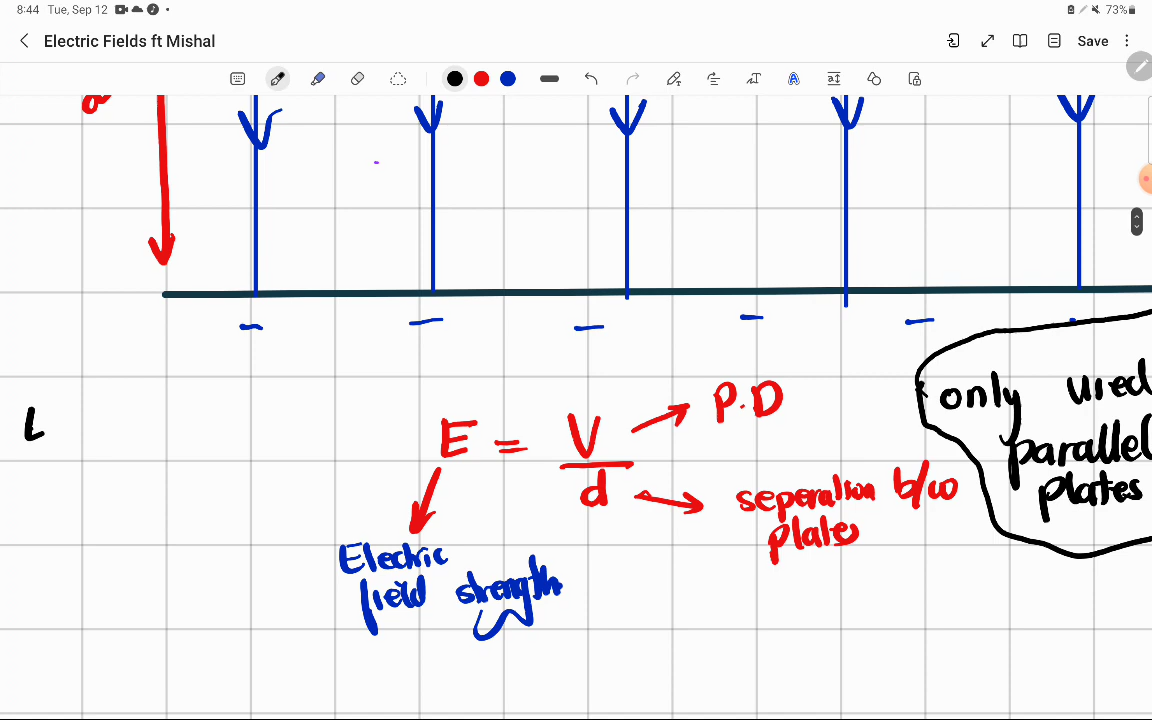 8:44 Tue, Sep 12
73%
Electric Fields ft Mishal
Save
only used
parallel
plates
P.D
E = V
d
seperation b/w
plates
L
Electric
field strength